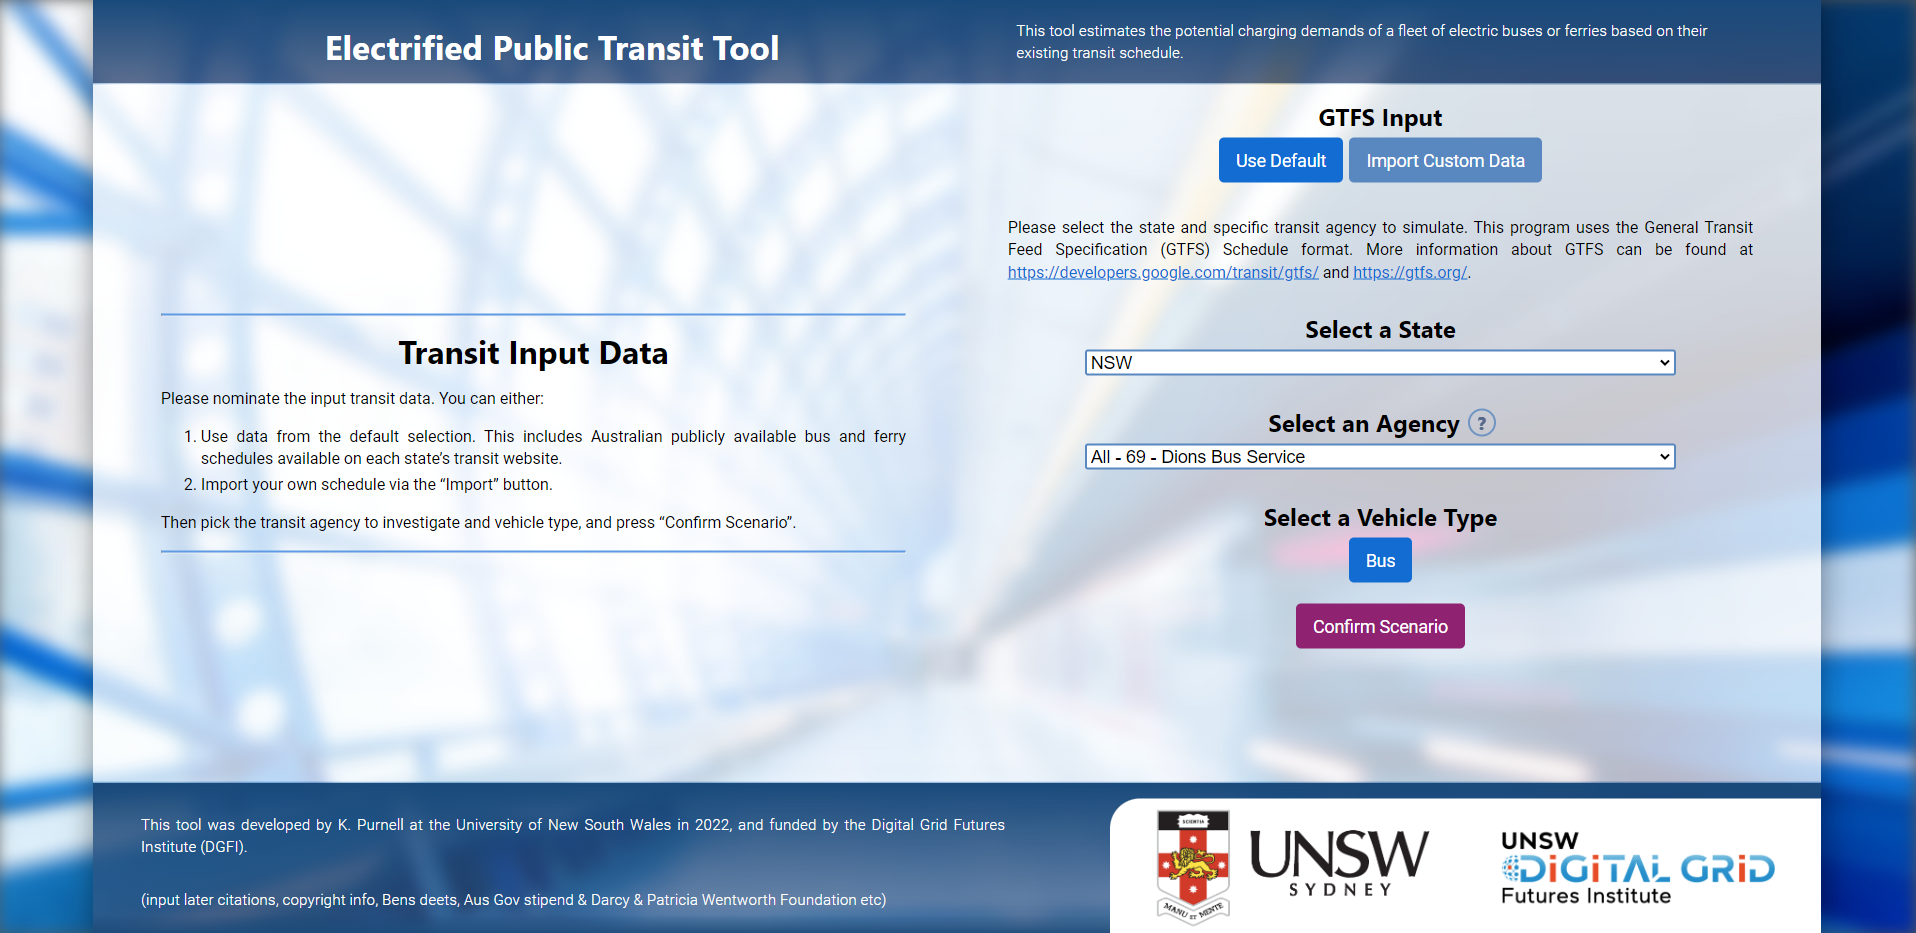 Electrified Public Transit Tool
This tool estimates the potential charging demands of a fleet of electric buses or ferries based on their
existing transit schedule.
Transit Input Data
Please nominate the input transit data. You can either:
1. Use data from the default selection. This includes Australian publicly available bus and ferry
schedules available on each state's transit website.
2. Import your own schedule via the “Import” button.
Then pick the transit agency to investigate and vehicle type, and press “Confirm Scenario”.
GTFS Input
Use Default
Import Custom Data
Please select the state and specific transit agency to simulate. This program uses the General Transit
Feed Specification (GTFS) Schedule format. More information about GTFS can be found at
https://developers.google.com/transit/gtfs/ and https://gtfs.org/.
Select a State
NSW
Select an Agency ?
All - 69 - Dions Bus Service
Select a Vehicle Type
Bus
Confirm Scenario
This tool was developed by K. Purnell at the University of New South Wales in 2022, and funded by the Digital Grid Futures
Institute (DGFI).
(input later citations, copyright info, Bens deets, Aus Gov stipend & Darcy & Patricia Wentworth Foundation etc)
SCIENTIA
MANU ET MENTE
UNSW
SYDNEY
UNSW
DIGITAL GRID
Futures Institute